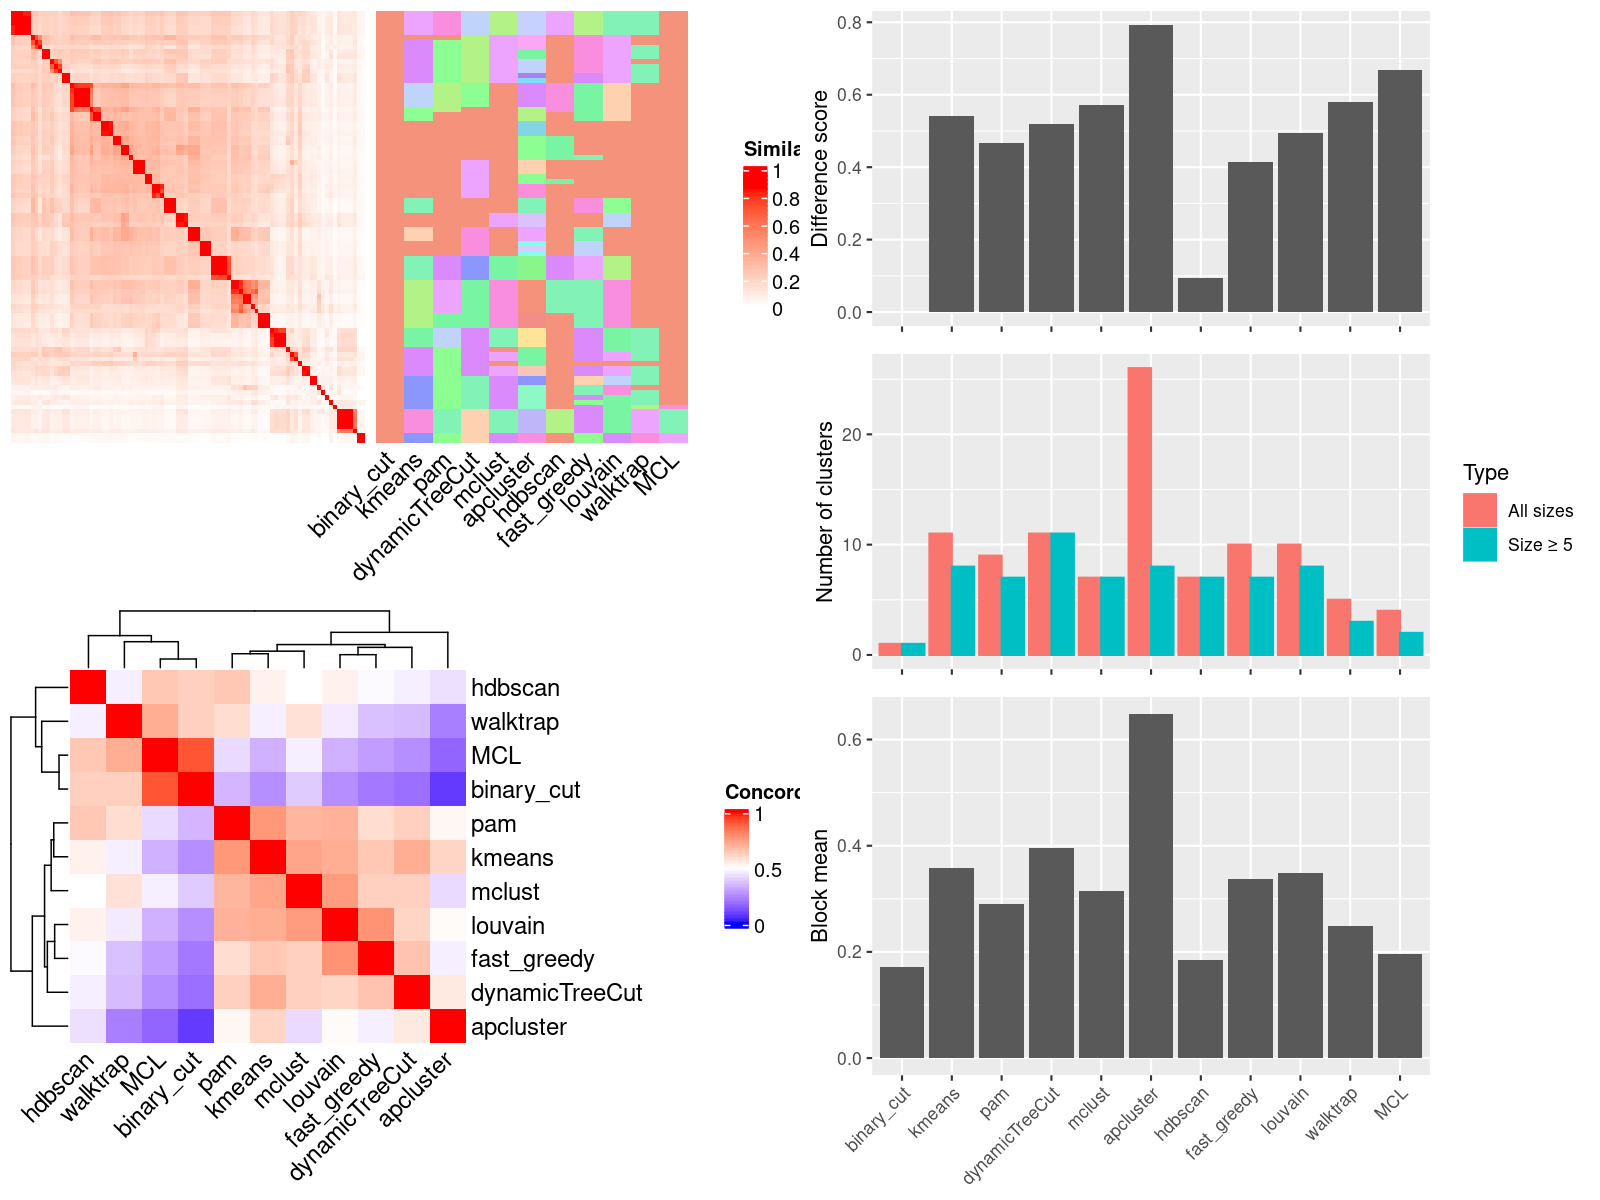 Simila
1
0.8
0.6
0.4
0.2
0
binary_cut
kmeans
pam
dynamicTreeCut
mclust
apcluster
hdbscan
fast_greedy
louvain
walktrap
MCL
hdbscan
walktrap
MCL
binary_cut
pam
kmeans
mclust
louvain
fast_greedy
dynamicTreeCut
apcluster
hdbscan
walktrap
MCL
binary_cut
pam
kmeans
mclust
louvain
fast_greedy
dynamicTreeCut
apcluster
Concord
1
0.5
0
Difference score
0.8
0.6
0.4
0.2
0.0
Number of clusters
20
10
0
Type
All sizes
Size ≥ 5
Block mean
0.6
0.4
0.2
0.0
binary_cut
kmeans
pam
dynamicTreeCut
mclust
apcluster
hdbscan
fast_greedy
louvain
walktrap
MCL